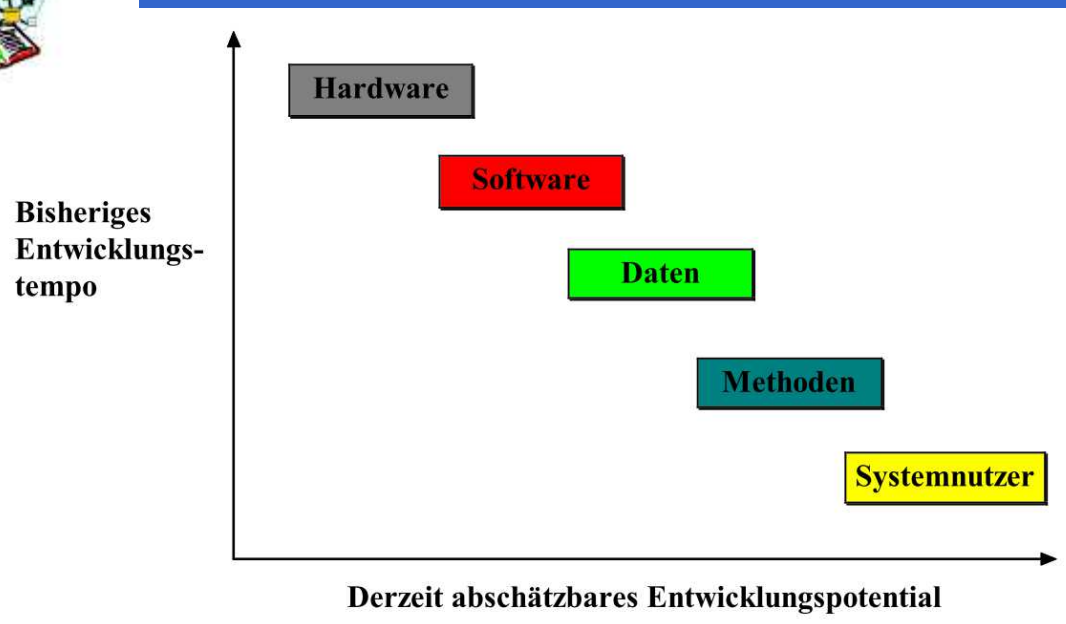 Hardware
Software
Bisheriges
Entwicklungs-
tempo
Daten
Methoden
Systemnutzer
Derzeit abschätzbares Entwicklungspotential